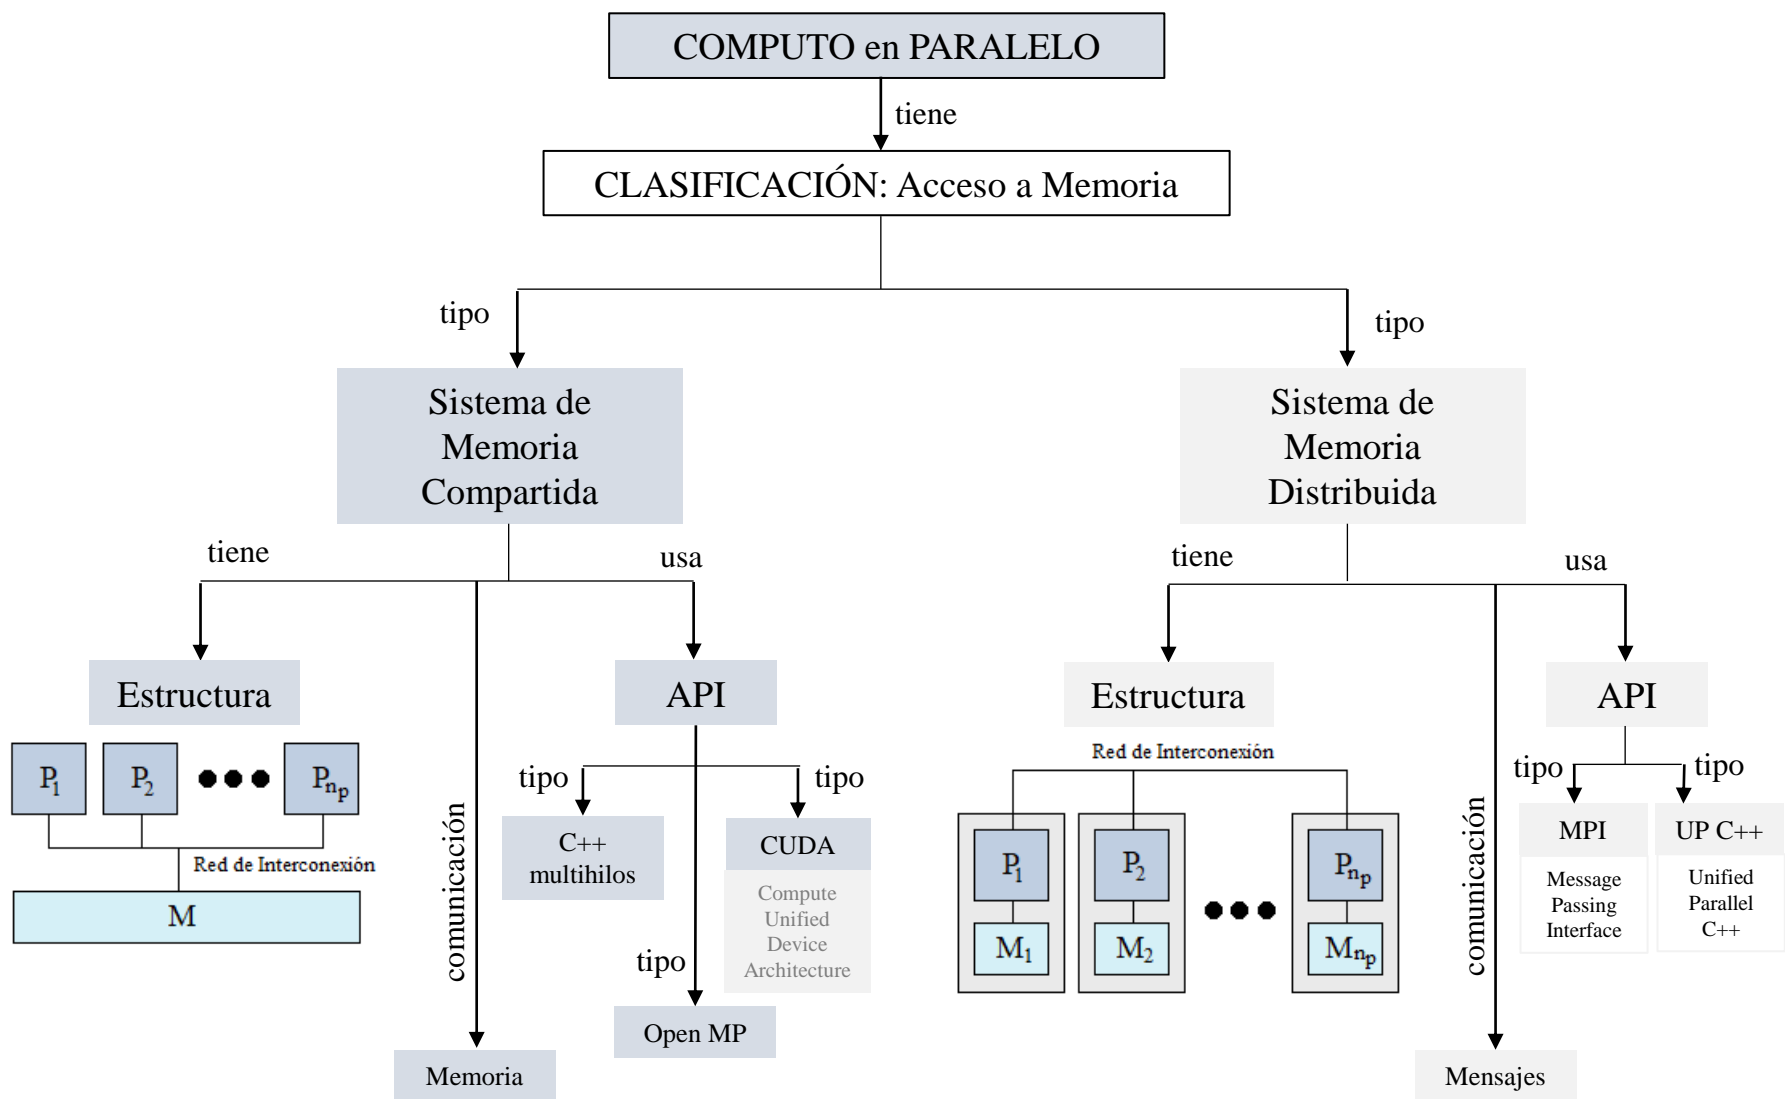 COMPUTO en PARALELO
tiene
CLASIFICACIÓN: Acceso a Memoria
tipo
tipo
Sistema de
Memoria
Compartida
Sistema de
Memoria
Distribuida
tiene
usa
tiene
usa
Estructura
API
Estructura
API
P1
P2
Pnp
Red de Interconexión
M
comunicación
Memoria
tipo
tipo
C++
multihilos
CUDA
Compute
Unified
Device
Architecture
tipo
Open MP
Red de Interconexión
P1
P2
Pnp
M1
M2
Mnp
comunicación
Mensajes
tipo
tipo
MPI
Message
Passing
Interface
UP C++
Unified
Parallel
C++